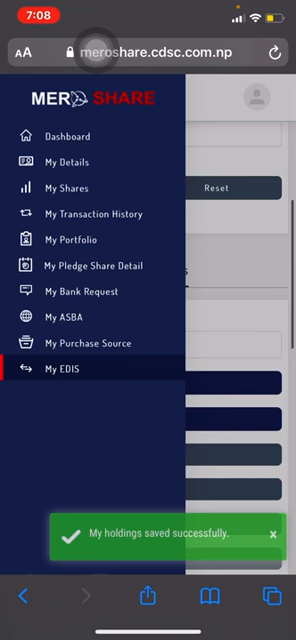 7:08
AA
meroshare.cdsc.com.np
MERO SHARE
Dashboard
My Details
My Shares
Reset
My Transaction History
My Portfolio
My Pledge Share Detail
My Bank Request
My ASBA
My Purchase Source
My EDIS
My holdings saved successfully.
x